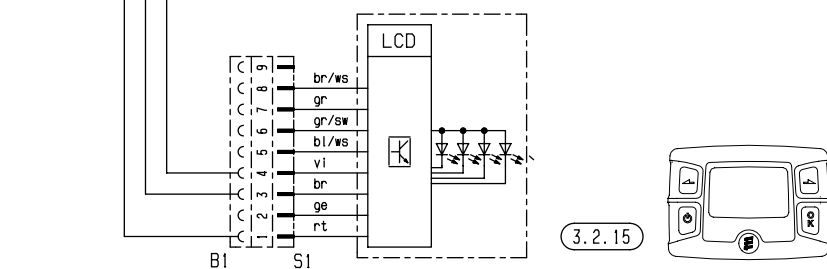 LCD
9
8 br/ws
7 gr
6 gr/sw
5 bl/ws
4 vi
3 br
2 ge
1 rt
B1 S1
3.2.15
OK